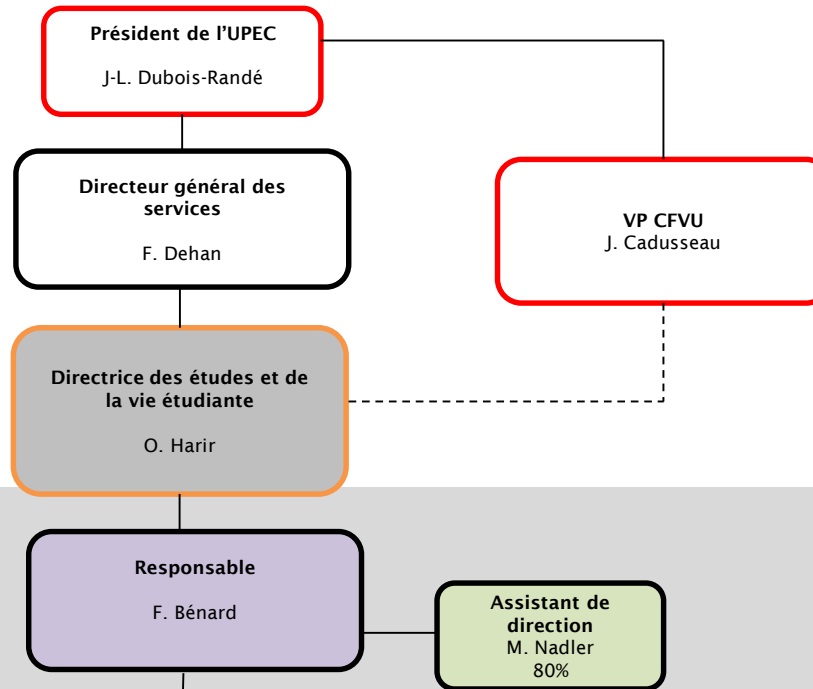 Président de l'UPEC
J-L. Dubois-Randé
Directeur général des
services
F. Dehan
VP CFVU
J. Cadusseau
Directrice des études et de
la vie étudiante
O. Harir
Responsable
F. Bénard
Assistant de
direction
M. Nadler
80%